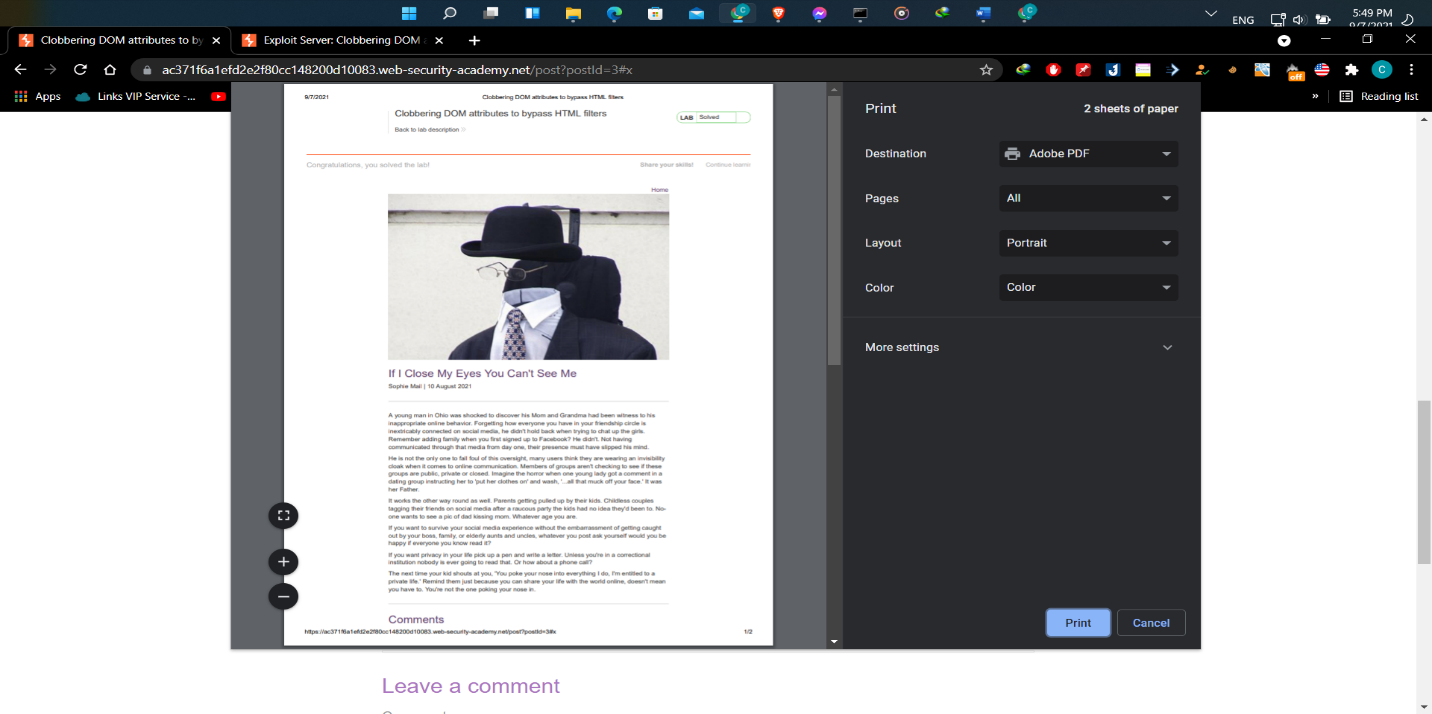 ENG
5:49 PM
9/7/2021
Clobbering DOM attributes to by
Exploit Server: Clobbering DOM
ac371f6a1efd2e2f80cc148200d10083.web-security-academy.net/post?postId=3#x
off
C
Apps
Links VIP Service -...
»
Reading list
9/7/2021
Clobbering DOM attributes to bypass HTML filters
Clobbering DOM attributes to bypass HTML filters
LAB Solved
Back to lab description
Congratulations, you solved the lab!
Share your skills!
Continue learni
Home
If I Close My Eyes You Can't See Me
Sophie Mail | 10 August 2021
A young man in Ohio was shocked to discover his Mom and Grandma had been witness to his
inappropriate online behavior. Forgetting how everyone you have in your friendship circle is
inextricably connected on social media, he didn't hold back when trying to chat up the girls.
Remember adding family when you first signed up to Facebook? He didn't. Not having
communicated through that media from day one, their presence must have slipped his mind.
He is not the only one to fall foul of this oversight, many users think they are wearing an invisibility
cloak when it comes to online communication. Members of groups aren't checking to see if these
groups are public, private or closed. Imagine the horror when one young lady got a comment in a
dating group instructing her to 'put her clothes on' and wash, '...all that muck off your face.' It was
her Father.
It works the other way round as well. Parents getting pulled up by their kids. Childless couples
tagging their friends on social media after a raucous party the kids had no idea they'd been to. No-
one wants to see a pic of dad kissing mom. Whatever age you are.
If you want to survive your social media experience without the embarrassment of getting caught
out by your boss, family, or elderly aunts and uncles, whatever you post ask yourself would you be
happy if everyone you know read it?
If you want privacy in your life pick up a pen and write a letter. Unless you're in a correctional
institution nobody is ever going to read that. Or how about a phone call?
The next time your kid shouts at you, 'You poke your nose into everything I do, I'm entitled to a
private life.' Remind them just because you can share your life with the world online, doesn't mean
you have to. You're not the one poking your nose in.
Comments
https://ac371f6a1efd2e2f80cc148200d10083.web-security-academy.net/post?postId=3#x
1/2
Print
2 sheets of paper
Destination
Adobe PDF
Pages
All
Layout
Portrait
Color
Color
More settings
Print
Cancel
Leave a comment